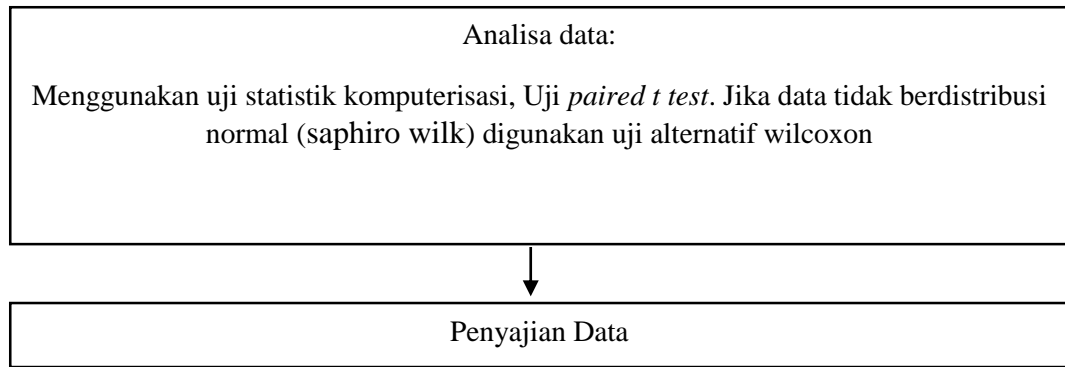 Analisa data:
Menggunakan uji statistik komputerisasi, Uji paired t test. Jika data tidak berdistribusi
normal (saphiro wilk) digunakan uji alternatif wilcoxon
Penyajian Data